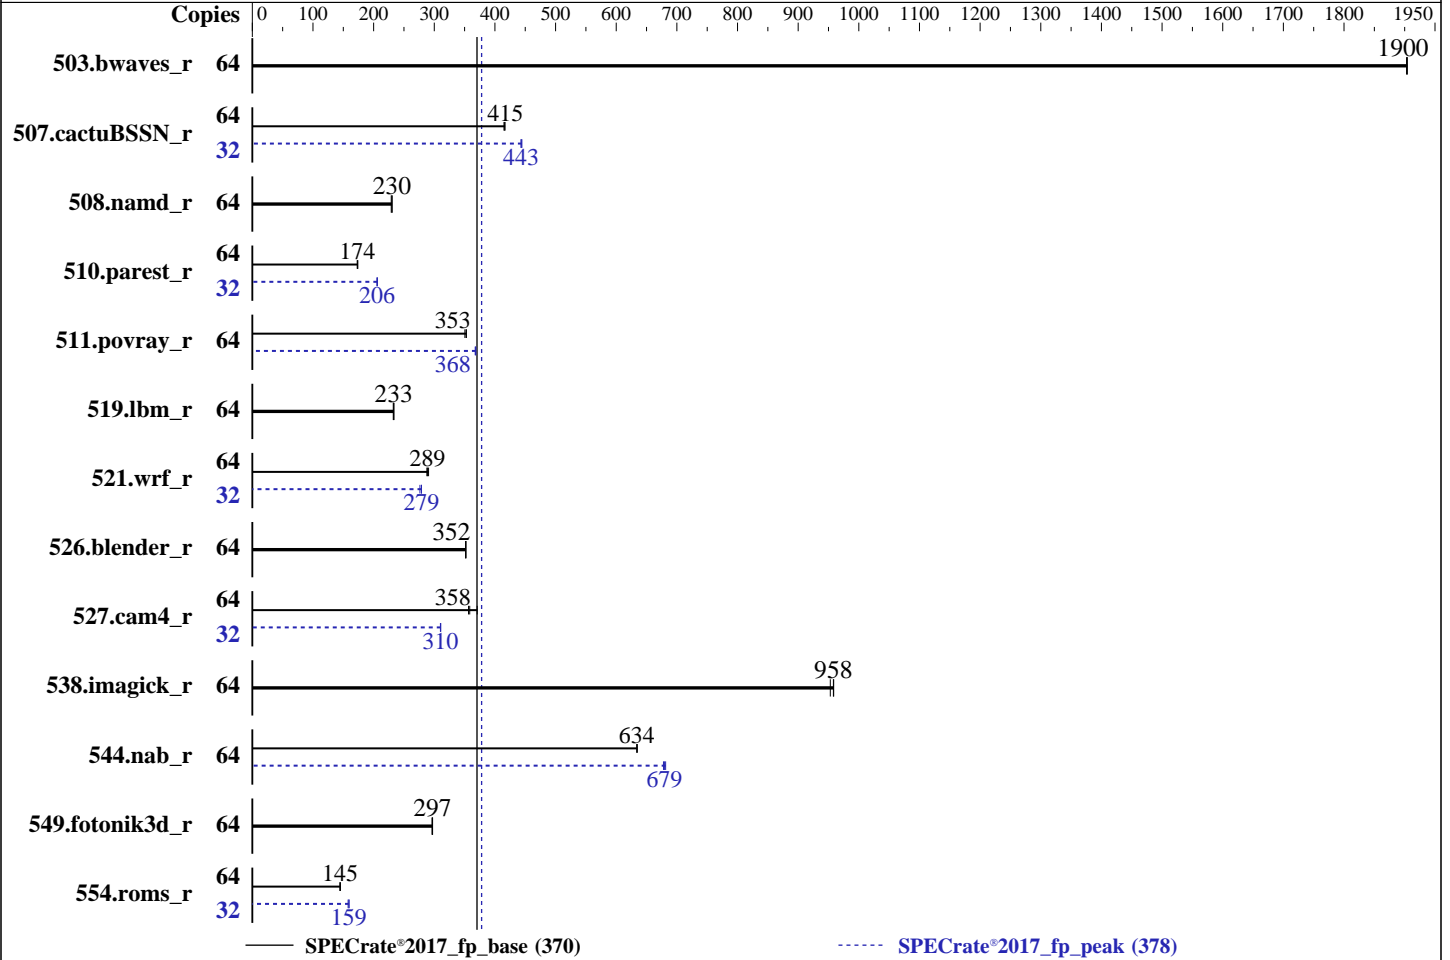 Copies 0 100 200 300 400 500 600 700 800 900 1000 1100 1200 1300 1400 1500 1600 1700 1800 1950
1900
503.bwaves_r 64
64 415
507.cactuBSSN_r
32 443
230
508.namd_r 64
64 174
510.parest_r
32 206
353
511.povray_r 64
368
233
519.lbm_r 64
64 289
521.wrf_r
32 279
352
526.blender_r 64
64 358
527.cam4_r
32 310
958
538.imagick_r 64
634
544.nab_r 64
679
297
549.fotonik3d_r 64
64 145
554.roms_r
32 159
SPECrate®2017_fp_base (370) SPECrate®2017_fp_peak (378)